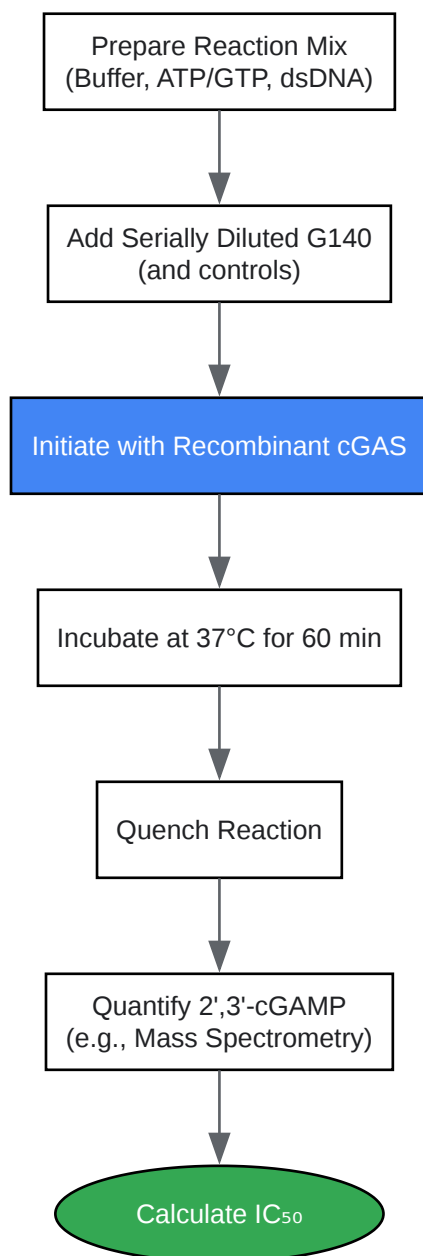 Prepare Reaction Mix
(Buffer, ATP/GTP, dsDNA)
Add Serially Diluted G140
(and controls)
Initiate with Recombinant cGAS
Incubate at 37°C for 60 min
Quench Reaction
Quantify 2',3'-cGAMP
(e.g., Mass Spectrometry)
Calculate IC₅₀